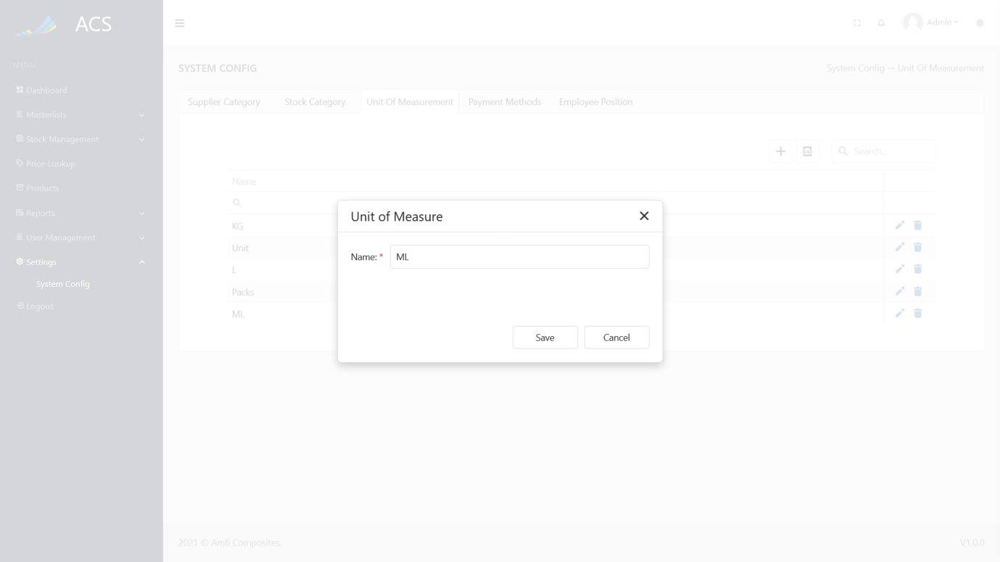 ACS
Admin
MENU
Dashboard
Masterlists
Stock Management
Price-Lookup
Products
Reports
User Management
Settings
System Config
Logout
SYSTEM CONFIG
System Config → Unit Of Measurement
Supplier Category
Stock Category
Unit Of Measurement
Payment Methods
Employee Position
Search...
Name
KG
Unit
L
Packs
ML
Unit of Measure
Name: * ML
Save
Cancel
2021 © Amfi Composites.
V1.0.0